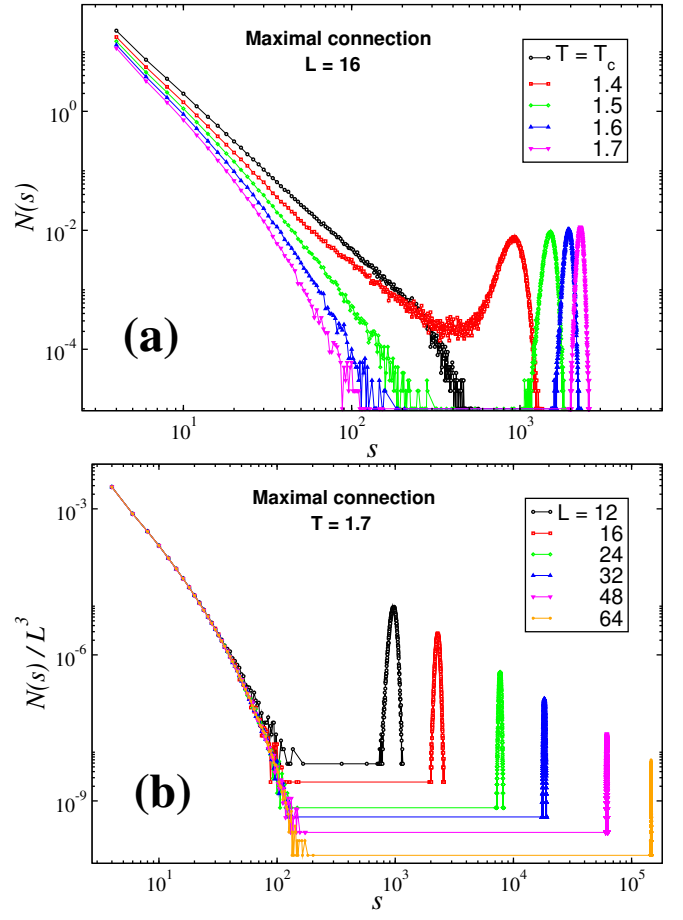 Maximal connection
L = 16
T = T_c
1.4
1.5
1.6
1.7
10^0
10^-2
10^-4
N(s)
(a)
10^1
10^2
10^3
s
Maximal connection
T = 1.7
L = 12
16
24
32
48
64
10^-3
10^-6
10^-9
N(s) / L^3
(b)
10^1
10^2
10^3
10^4
10^5
s